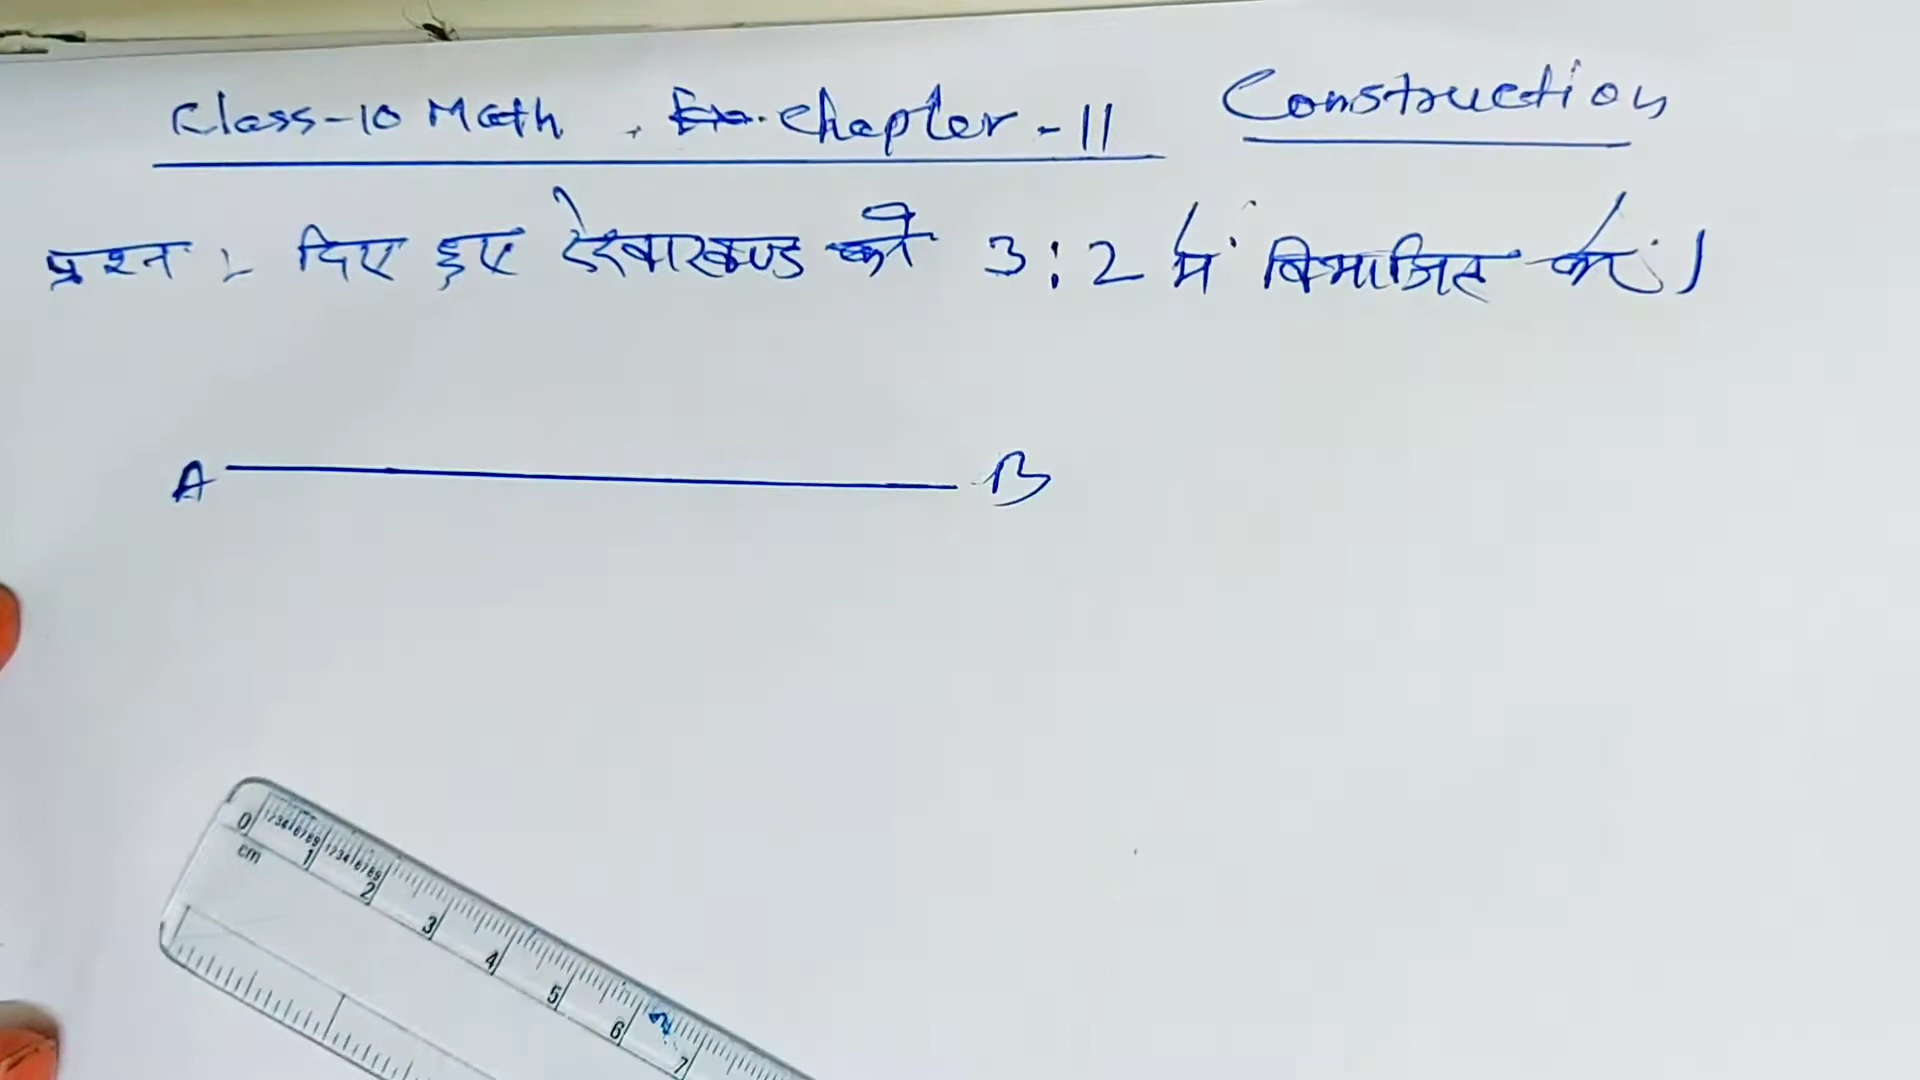 Class-10 Math . Ex. Chapter-11 Construction
प्रश्न :- दिए हुए रेखाखण्ड को 3:2 में विभाजित करें।
A B
0 1 2 3 4 5 6 7
cm